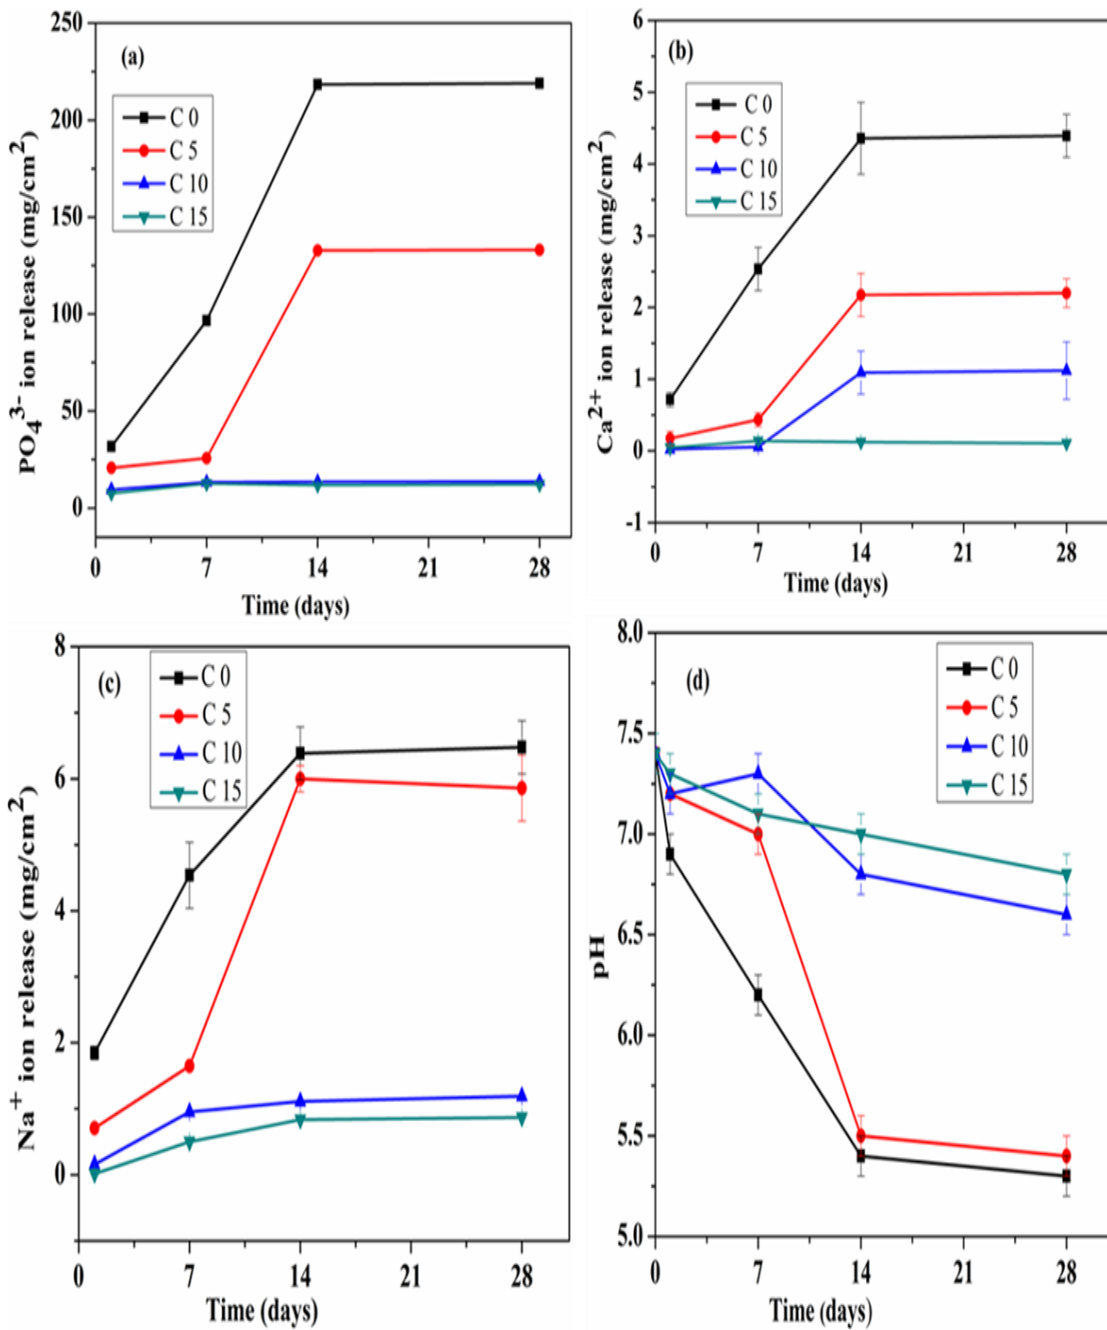 (a)
C 0
C 5
C 10
C 15
PO₄³⁻ ion release (mg/cm²)
250
200
150
100
50
0
0 7 14 21 28
Time (days)
(b)
C 0
C 5
C 10
C 15
Ca²⁺ ion release (mg/cm²)
6
5
4
3
2
1
0
-1
0 7 14 21 28
Time (days)
(c)
C 0
C 5
C 10
C 15
Na⁺ ion release (mg/cm²)
8
6
4
2
0
0 7 14 21 28
Time (days)
(d)
C 0
C 5
C 10
C 15
pH
8.0
7.5
7.0
6.5
6.0
5.5
5.0
0 7 14 21 28
Time (days)